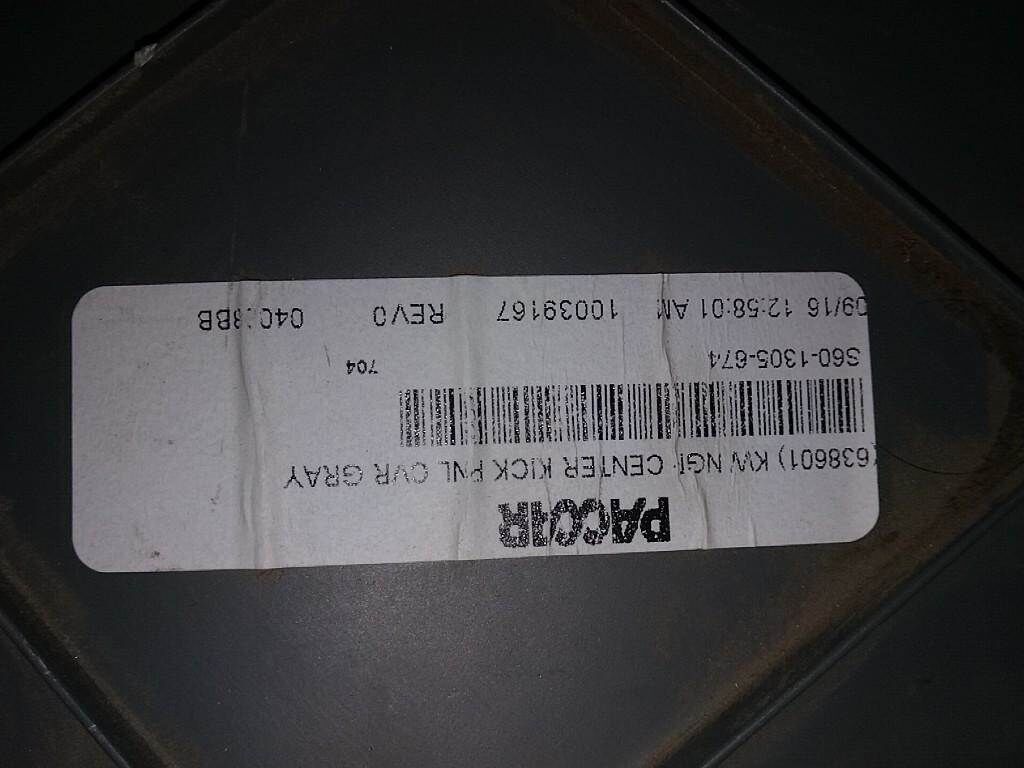 PACCAR
(638601) KW NG CENTER KICK PNL CVR GRAY
S60-1305-674
704
09/16 12:58:01 AM 10039167 REV0